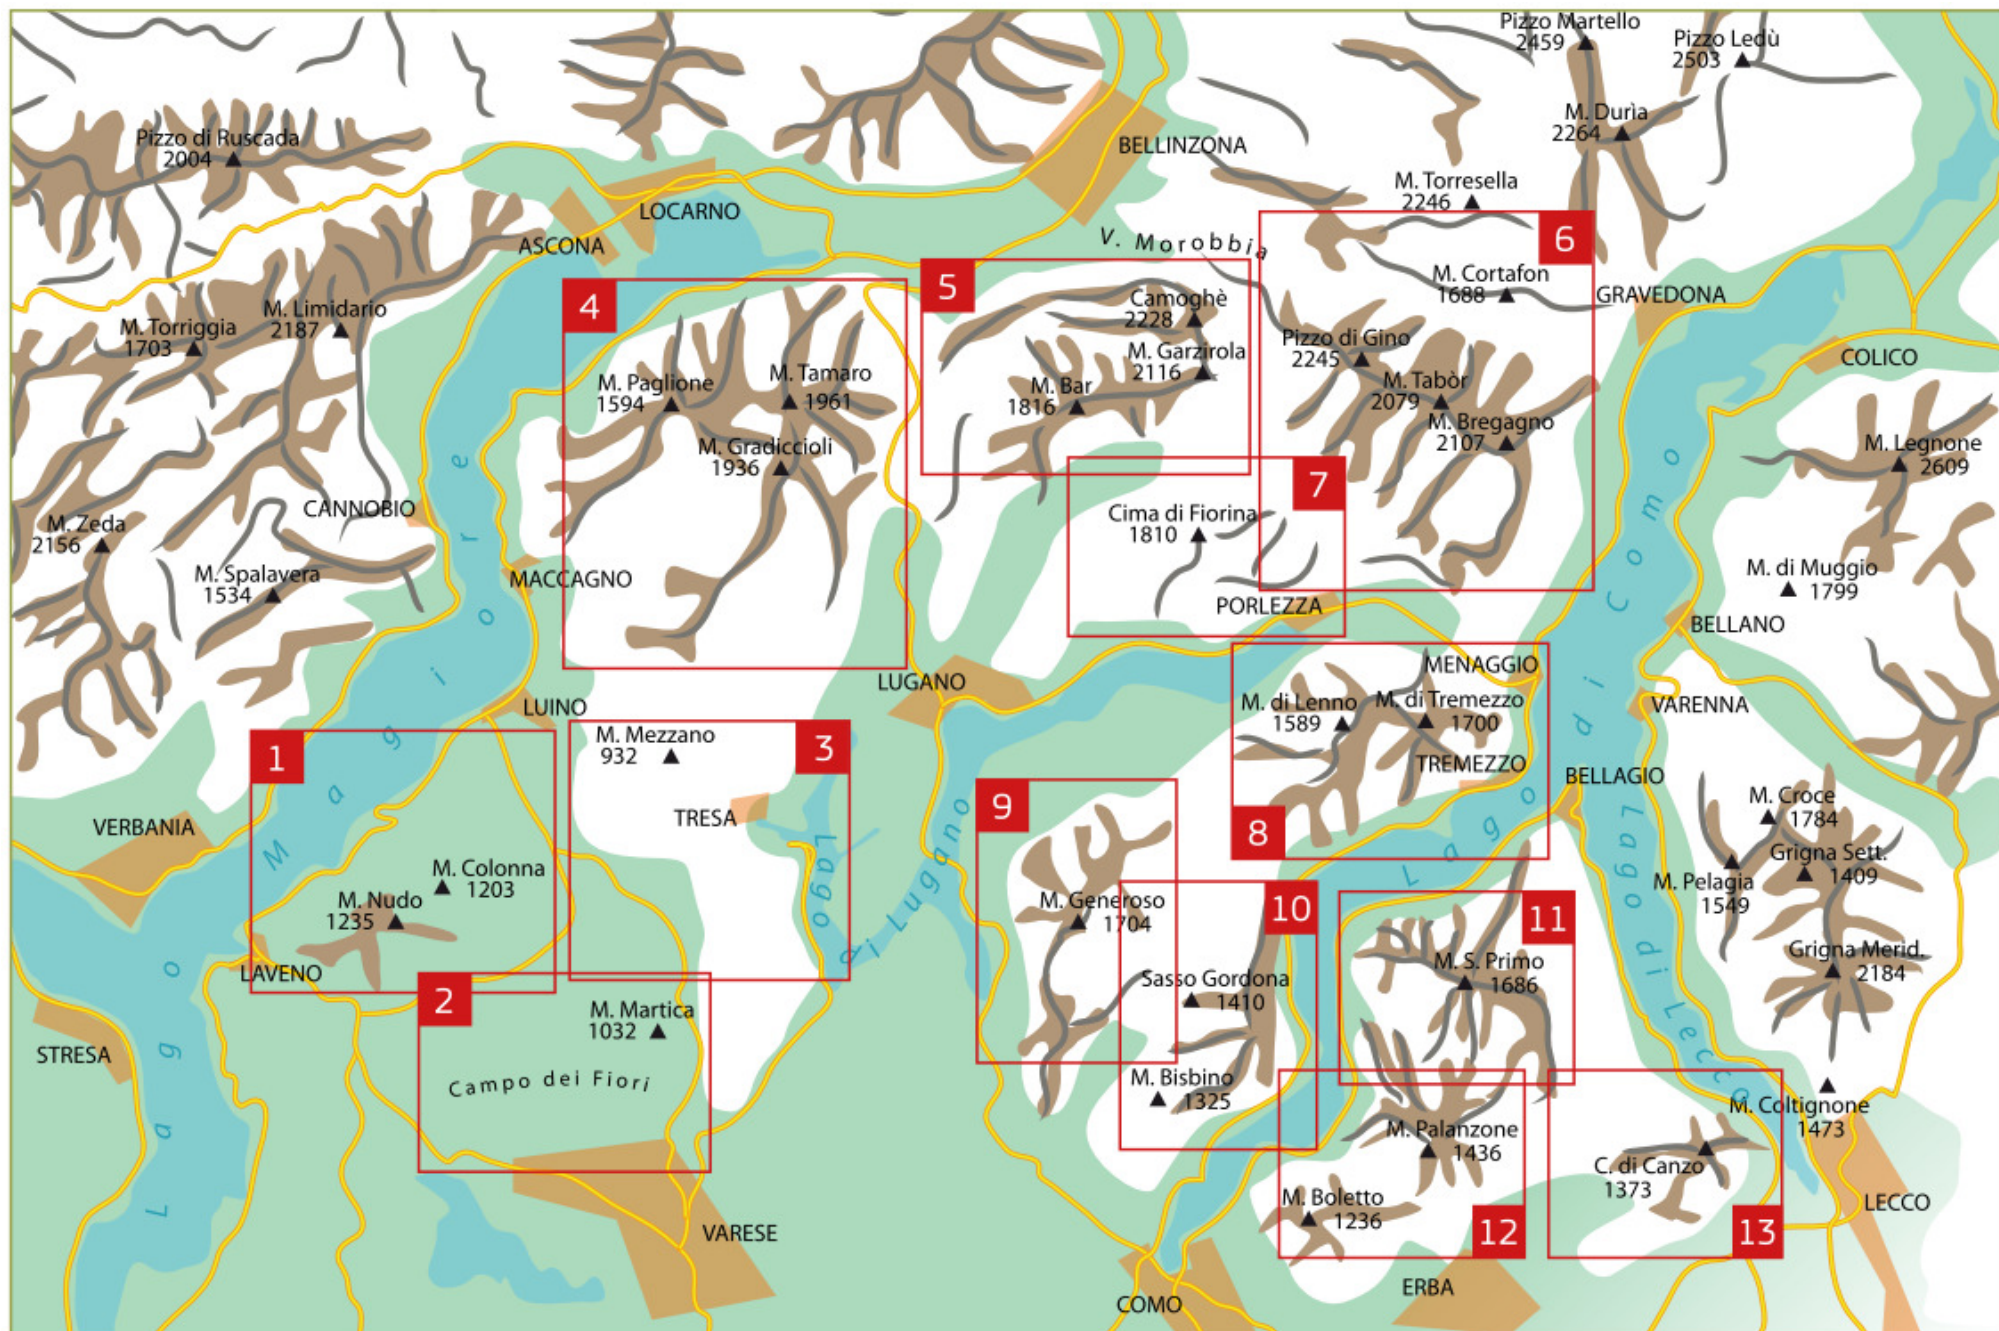 Pizzo Martello
2459
Pizzo Ledù
2503
M. Durìa
2264
Pizzo di Ruscada
2004
BELLINZONA
M. Torresella
2246
LOCARNO
ASCONA
V. Morobbia
6
M. Cortafon
1688
GRAVEDONA
5
4
Camoghè
2228
M. Limidario
2187
M. Torriggia
1703
Pizzo di Gino
2245
COLICO
M. Garzirola
2116
M. Paglione
1594
M. Tamaro
1961
M. Bar
1816
M. Tabòr
2079
M. Bregagno
2107
M. Gradiccioli
1936
M. Legnone
2609
7
CANNOBIO
Cima di Fiorina
1810
M. Zeda
2156
M. Spalavera
1534
MACCAGNO
M. di Muggio
1799
PORLEZZA
BELLANO
MENAGGIO
LUGANO
M. di Lenno
1589
M. di Tremezzo
1700
VARENNA
LUINO
M. Mezzano
932
3
1
TREMEZZO
BELLAGIO
9
8
TRESA
VERBANIA
M. Croce
1784
Grigna Sett.
1409
M. Pelagia
1549
M. Colonna
1203
M. Nudo
1235
M. Generoso
1704
10
11
LAVENO
Grigna Merid.
2184
M. S. Primo
1686
Sasso Gordona
1410
2
M. Martica
1032
STRESA
Campo dei Fiori
M. Bisbino
1325
M. Coltignone
1473
M. Palanzone
1436
C. di Canzo
1373
M. Boletto
1236
12
13
LECCO
VARESE
ERBA
COMO
Lago Maggiore
Lago di Lugano
Lago di Como
Lago di Lecco